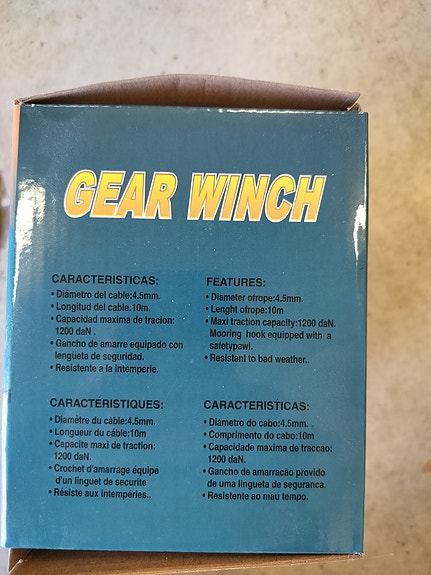 GEAR WINCH
CARACTERISTICAS:
• Diámetro del cable:4.5mm.
• Longitud del cable:10m.
• Capacidad maxima de tracion:
1200 daN .
• Gancho de amarre equipado con
lengüeta de seguridad.
• Resistente a la intemperie.
FEATURES:
• Diameter ofrope:4.5mm.
• Lenght ofrope:10m
• Maxi traction capacity:1200 daN.
Mooring hook equipped with a
safetypawl.
• Resistanl to bad weather..
CARACTÉRISTIQUES:
• Diamètre du câble:4.5mm.
• Longueur du câble:10m
• Capacite maxi de traction:
1200 daN.
• Crochet d'amarrage équipé
d'un linguet de securite
• Résiste aux intempéries..
CARACTERISTICAS:
• Diámetro do cabo:4.5mm. .
• Comprimento do cabo:10m
• Capacidade maxima de traccao:
1200 daN.
• Gancho de amarracão provido
de uma lingueta de seguranca.
• Resistente ao mau tempo.